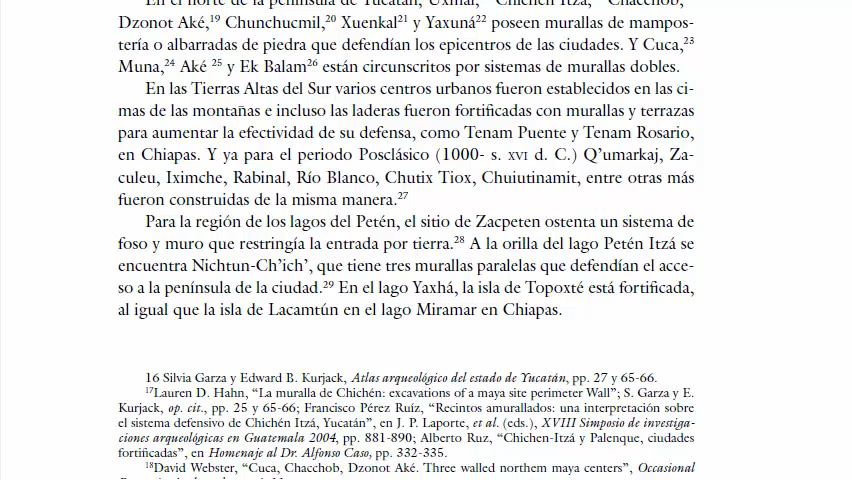 En el norte de la península de Yucatán, Uxmal, Chichén Itzá, Chacchob,
Dzonot Aké,¹⁹ Chunchucmil,²⁰ Xuenkal²¹ y Yaxuná²² poseen murallas de mampos-
tería o albarradas de piedra que defendían los epicentros de las ciudades. Y Cuca,²³
Muna,²⁴ Aké ²⁵ y Ek Balam²⁶ están circunscritos por sistemas de murallas dobles.
En las Tierras Altas del Sur varios centros urbanos fueron establecidos en las ci-
mas de las montañas e incluso las laderas fueron fortificadas con murallas y terrazas
para aumentar la efectividad de su defensa, como Tenam Puente y Tenam Rosario,
en Chiapas. Y ya para el periodo Posclásico (1000- s. XVI d. C.) Q’umarkaj, Za-
culeu, Iximche, Rabinal, Río Blanco, Chutix Tiox, Chuiutinamit, entre otras más
fueron construidas de la misma manera.²⁷
Para la región de los lagos del Petén, el sitio de Zacpeten ostenta un sistema de
foso y muro que restringía la entrada por tierra.²⁸ A la orilla del lago Petén Itzá se
encuentra Nichtun-Ch’ich’, que tiene tres murallas paralelas que defendían el acce-
so a la península de la ciudad.²⁹ En el lago Yaxhá, la isla de Topoxté está fortificada,
al igual que la isla de Lacamtún en el lago Miramar en Chiapas.
16 Silvia Garza y Edward B. Kurjack, Atlas arqueológico del estado de Yucatán, pp. 27 y 65-66.
¹⁷Lauren D. Hahn, “La muralla de Chichén: excavations of a maya site perimeter Wall”; S. Garza y E.
Kurjack, op. cit., pp. 25 y 65-66; Francisco Pérez Ruíz, “Recintos amurallados: una interpretación sobre
el sistema defensivo de Chichén Itzá, Yucatán”, en J. P. Laporte, et al. (eds.), XVIII Simposio de investiga-
ciones arqueológicas en Guatemala 2004, pp. 881-890; Alberto Ruz, “Chichen-Itzá y Palenque, ciudades
fortificadas”, en Homenaje al Dr. Alfonso Caso, pp. 332-335.
¹⁸David Webster, “Cuca, Chacchob, Dzonot Aké. Three walled northem maya centers”, Occasional